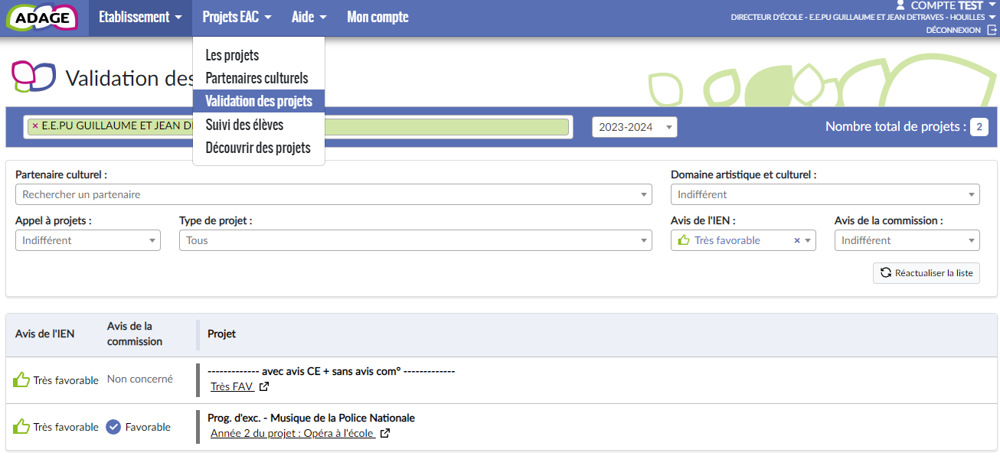 ADAGE
Etablissement
Projets EAC
Aide
Mon compte
COMPTE TEST
DIRECTEUR D'ÉCOLE - E.E.PU GUILLAUME ET JEAN DETRAVES - HOUILLES
DÉCONNEXION
Les projets
Partenaires culturels
Validation des projets
Suivi des élèves
Découvrir des projets
Validation des
× E.E.PU GUILLAUME ET JEAN
2023-2024
Nombre total de projets : 2
Partenaire culturel :
Domaine artistique et culturel :
Rechercher un partenaire
Indifférent
Appel à projets :
Type de projet :
Avis de l'IEN :
Avis de la commission :
Indifférent
Tous
Très favorable ×
Indifférent
Réactualiser la liste
Avis de l'IEN
Avis de la
commission
Projet
Très favorable
Non concerné
------------- avec avis CE + sans avis com° -------------
Très FAV
Très favorable
Favorable
Prog. d'exc. - Musique de la Police Nationale
Année 2 du projet : Opéra à l'école